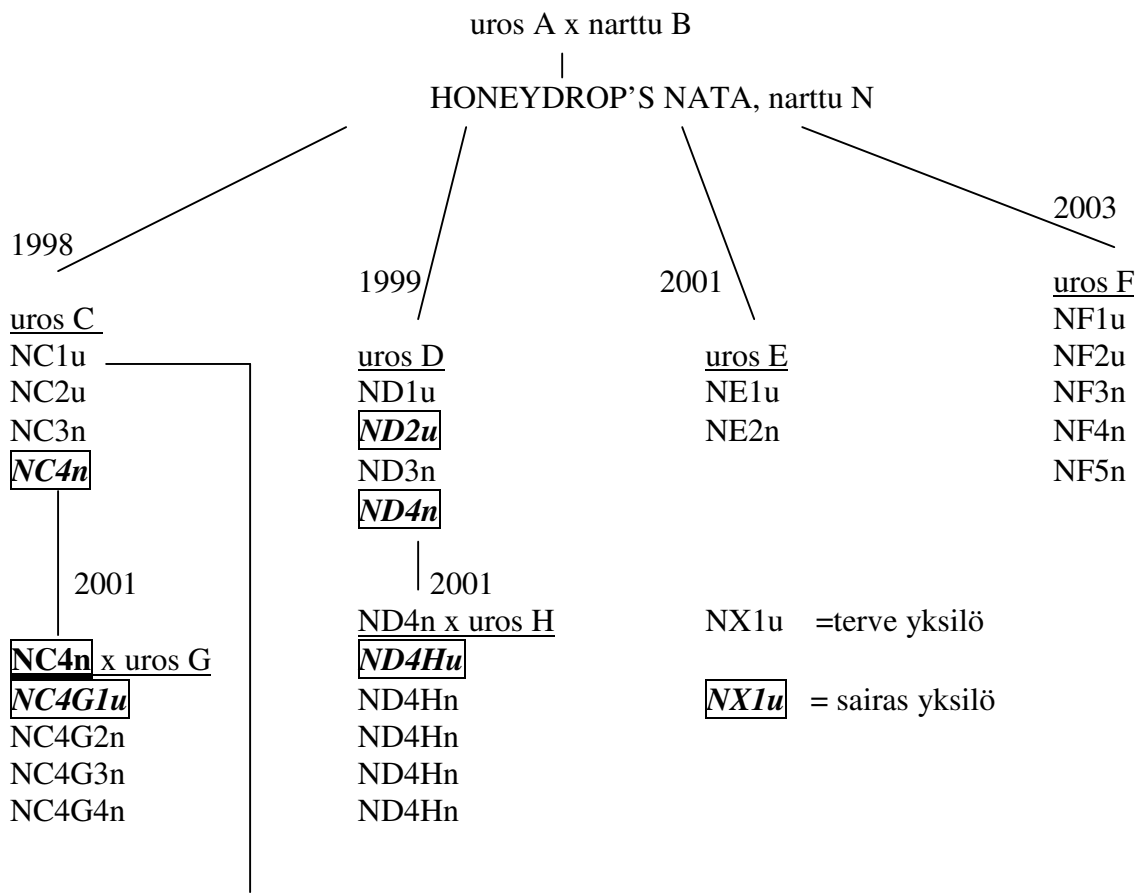 uros A x narttu B
HONEYDROP'S NATA, narttu N
1998
uros C
NC1u
NC2u
NC3n
NC4n
2001
NC4n x uros G
NC4G1u
NC4G2n
NC4G3n
NC4G4n
1999
uros D
ND1u
ND2u
ND3n
ND4n
2001
ND4n x uros H
ND4Hu
ND4Hn
ND4Hn
ND4Hn
ND4Hn
2001
uros E
NE1u
NE2n
2003
uros F
NF1u
NF2u
NF3n
NF4n
NF5n
NX1u =terve yksilö
NX1u = sairas yksilö